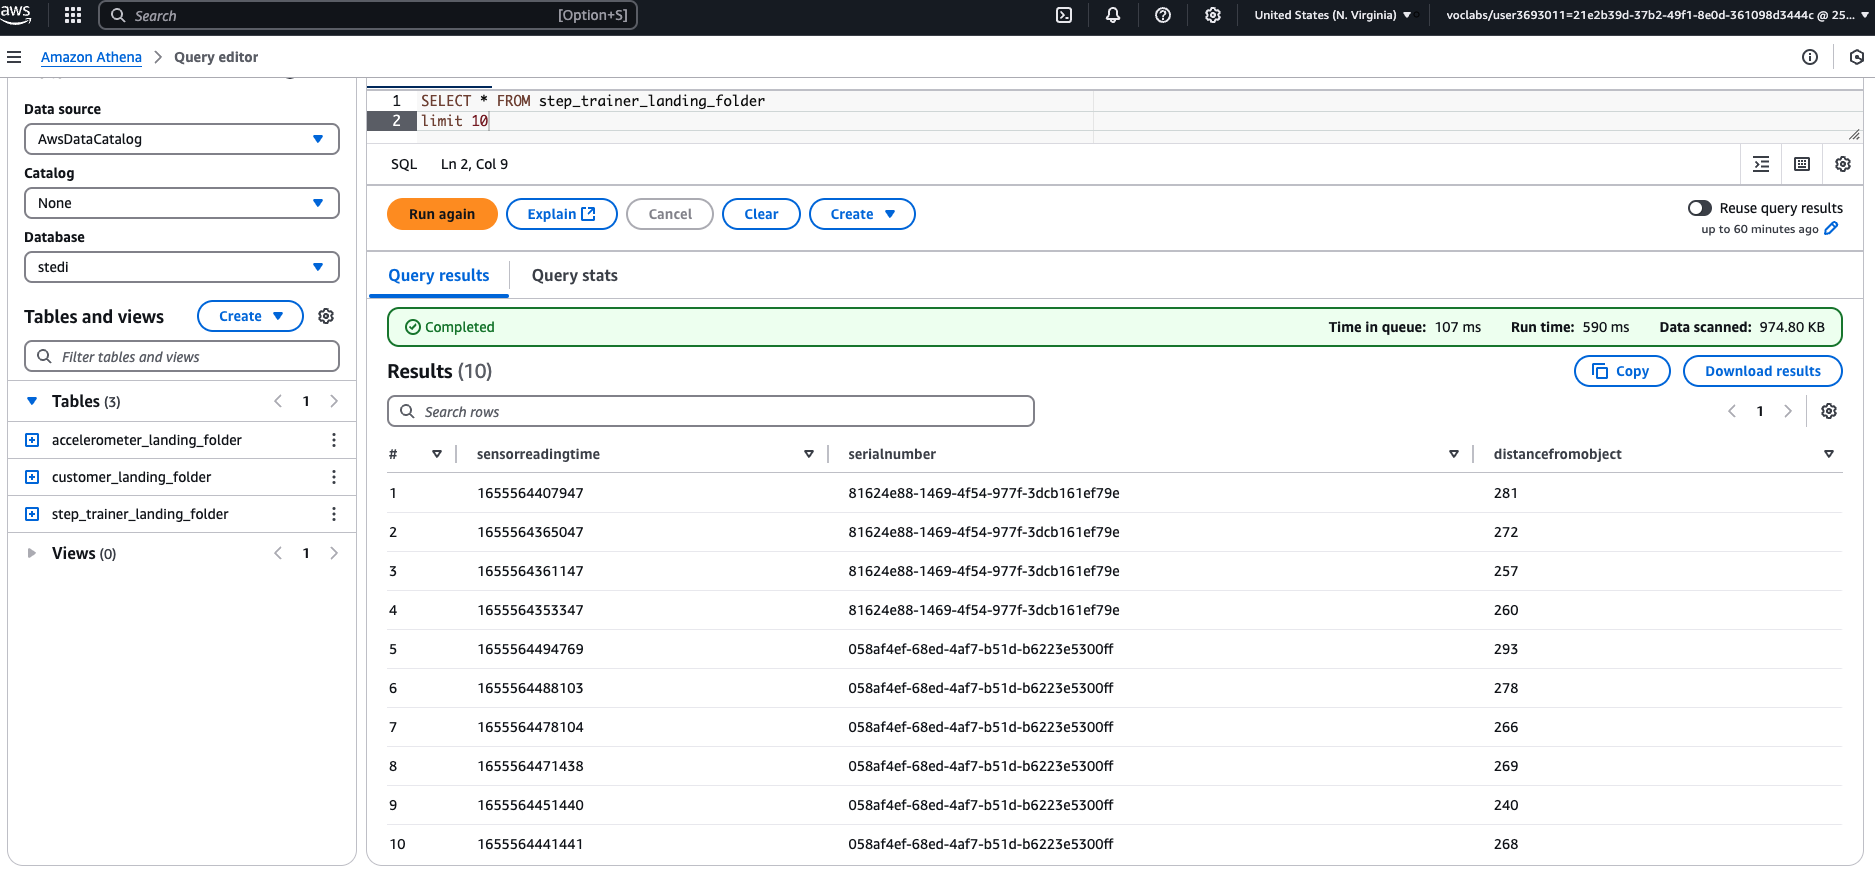 aws
Search
[Option+S]
United States (N. Virginia)
voclabs/user3693011=21e2b39d-37b2-49f1-8e0d-361098d3444c @ 25...
Amazon Athena
Query editor
Data source
AwsDataCatalog
Catalog
None
Database
stedi
Tables and views
Create
Filter tables and views
Tables (3)
1
accelerometer_landing_folder
customer_landing_folder
step_trainer_landing_folder
Views (0)
1
1 SELECT * FROM step_trainer_landing_folder
2 limit 10
SQL Ln 2, Col 9
Run again
Explain
Cancel
Clear
Create
Reuse query results
up to 60 minutes ago
Query results
Query stats
Completed
Time in queue: 107 ms Run time: 590 ms Data scanned: 974.80 KB
Results (10)
Copy
Download results
Search rows
1
# sensorreadingtime serialnumber distancefromobject
1 1655564407947 81624e88-1469-4f54-977f-3dcb161ef79e 281
2 1655564365047 81624e88-1469-4f54-977f-3dcb161ef79e 272
3 1655564361147 81624e88-1469-4f54-977f-3dcb161ef79e 257
4 1655564353347 81624e88-1469-4f54-977f-3dcb161ef79e 260
5 1655564494769 058af4ef-68ed-4af7-b51d-b6223e5300ff 293
6 1655564488103 058af4ef-68ed-4af7-b51d-b6223e5300ff 278
7 1655564478104 058af4ef-68ed-4af7-b51d-b6223e5300ff 266
8 1655564471438 058af4ef-68ed-4af7-b51d-b6223e5300ff 269
9 1655564451440 058af4ef-68ed-4af7-b51d-b6223e5300ff 240
10 1655564441441 058af4ef-68ed-4af7-b51d-b6223e5300ff 268